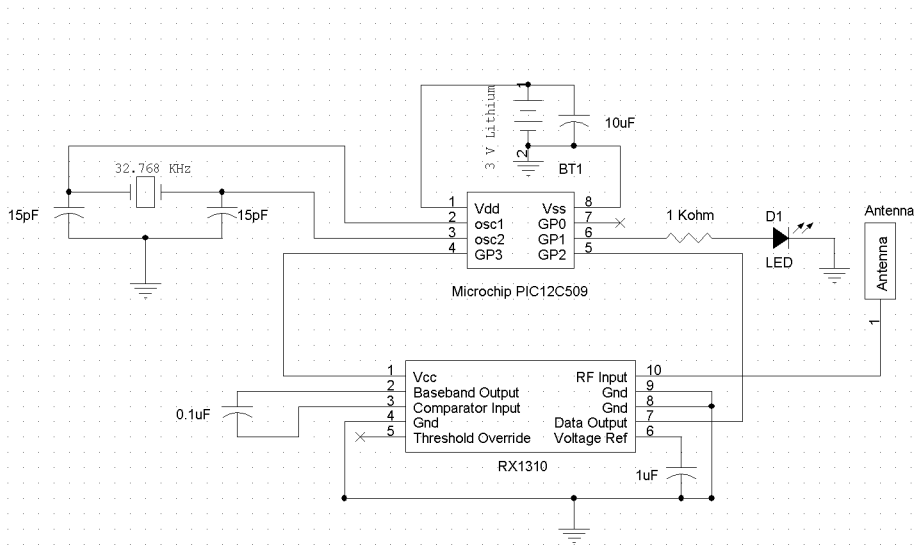 1
3 V Lithium
10uF
2
BT1
32.768 KHz
15pF
15pF
1 Vdd Vss 8
2 osc1 GP0 7
3 osc2 GP1 6
4 GP3 GP2 5
1 Kohm
D1
LED
Antenna
Antenna
1
Microchip PIC12C509
1 Vcc RF Input 10
2 Baseband Output Gnd 9
3 Comparator Input Gnd 8
4 Gnd Data Output 7
5 Threshold Override Voltage Ref 6
0.1uF
RX1310
1uF